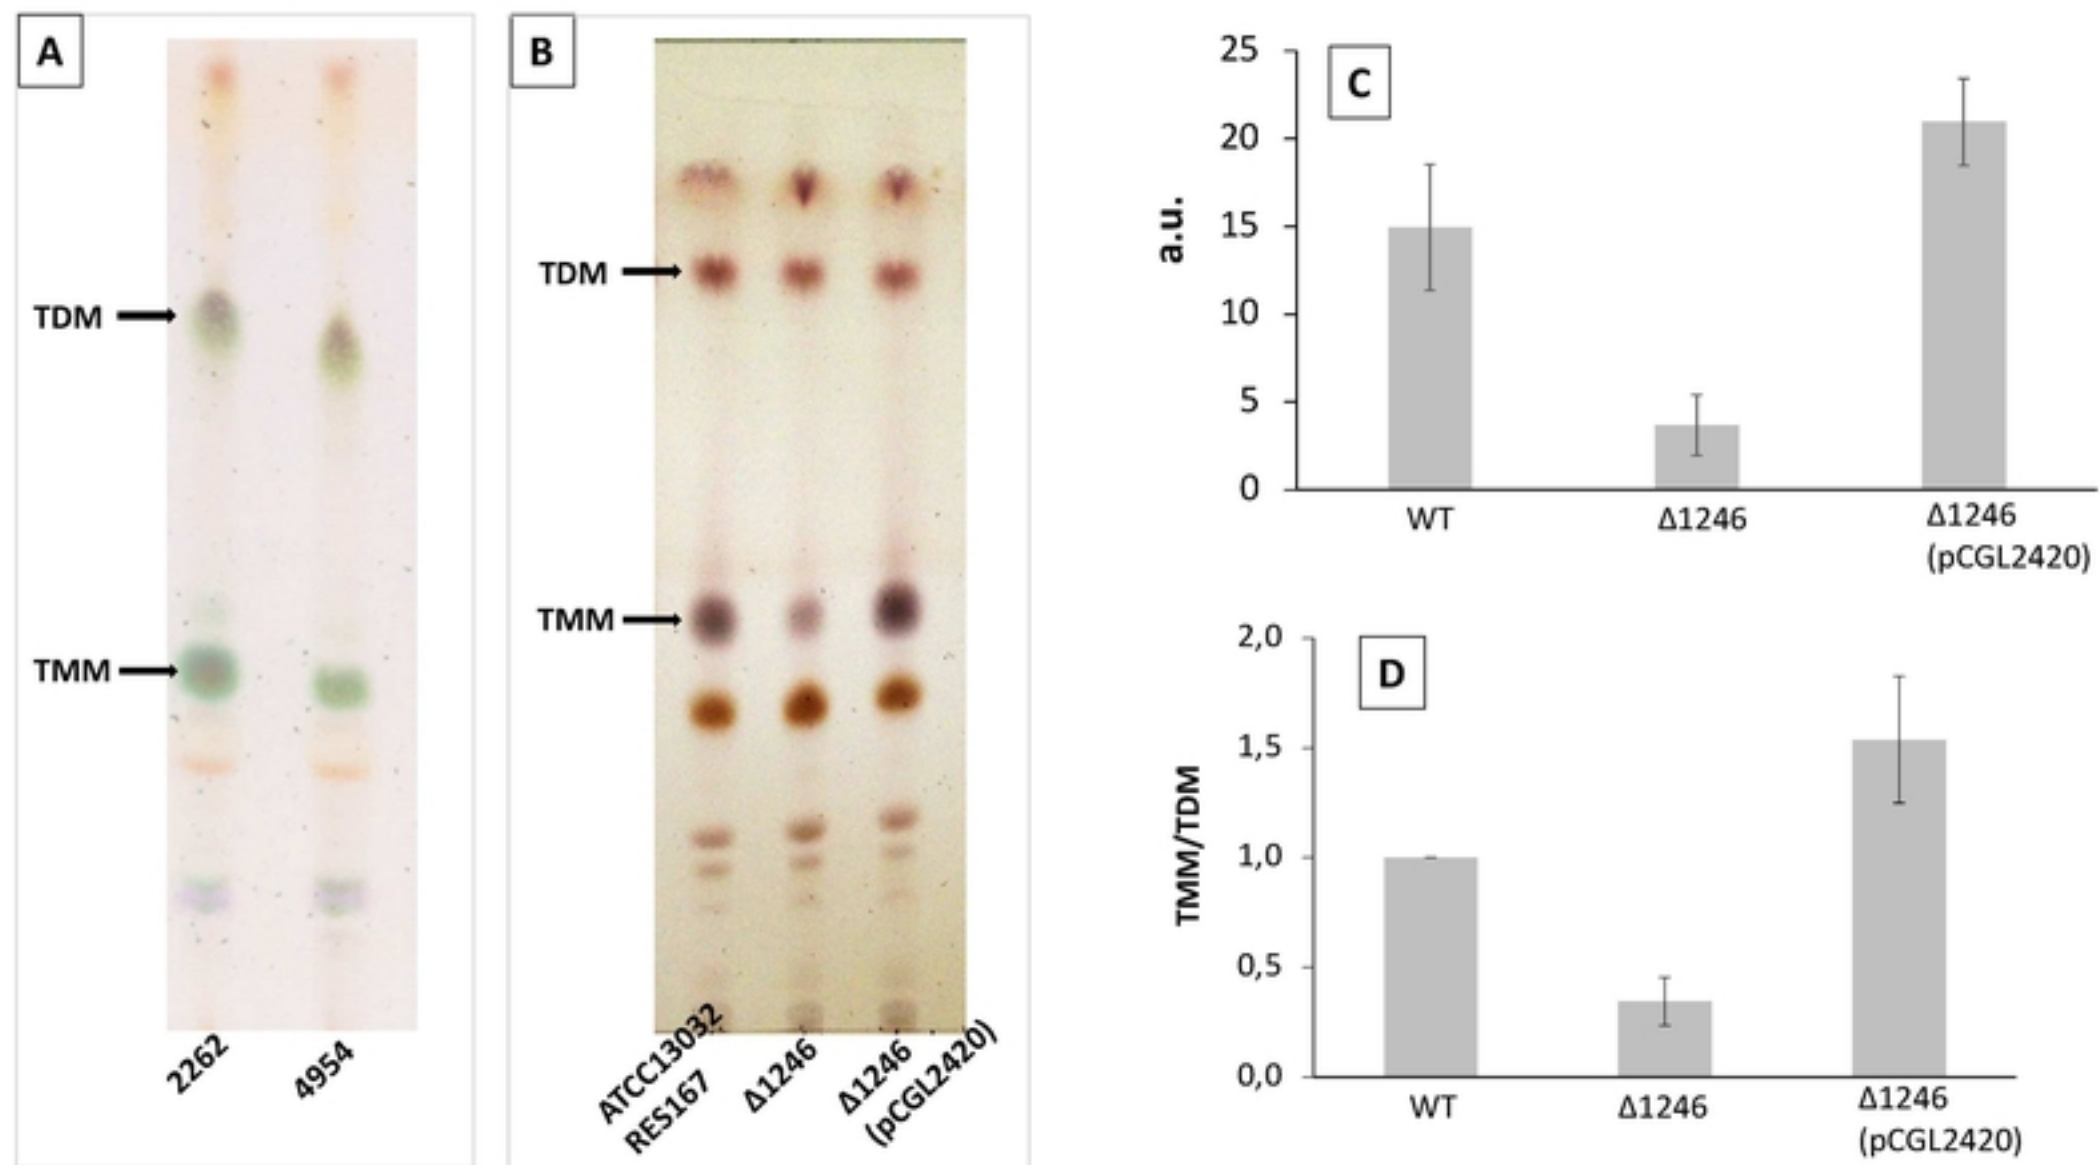 A
TDM
TMM
2262
4954
B
TDM
TMM
ATCC13032
RES167
Δ1246
Δ1246
(pCGL2420)
C
a.u.
25
20
15
10
5
0
WT
Δ1246
Δ1246
(pCGL2420)
D
TMM/TDM
2,0
1,5
1,0
0,5
0,0
WT
Δ1246
Δ1246
(pCGL2420)